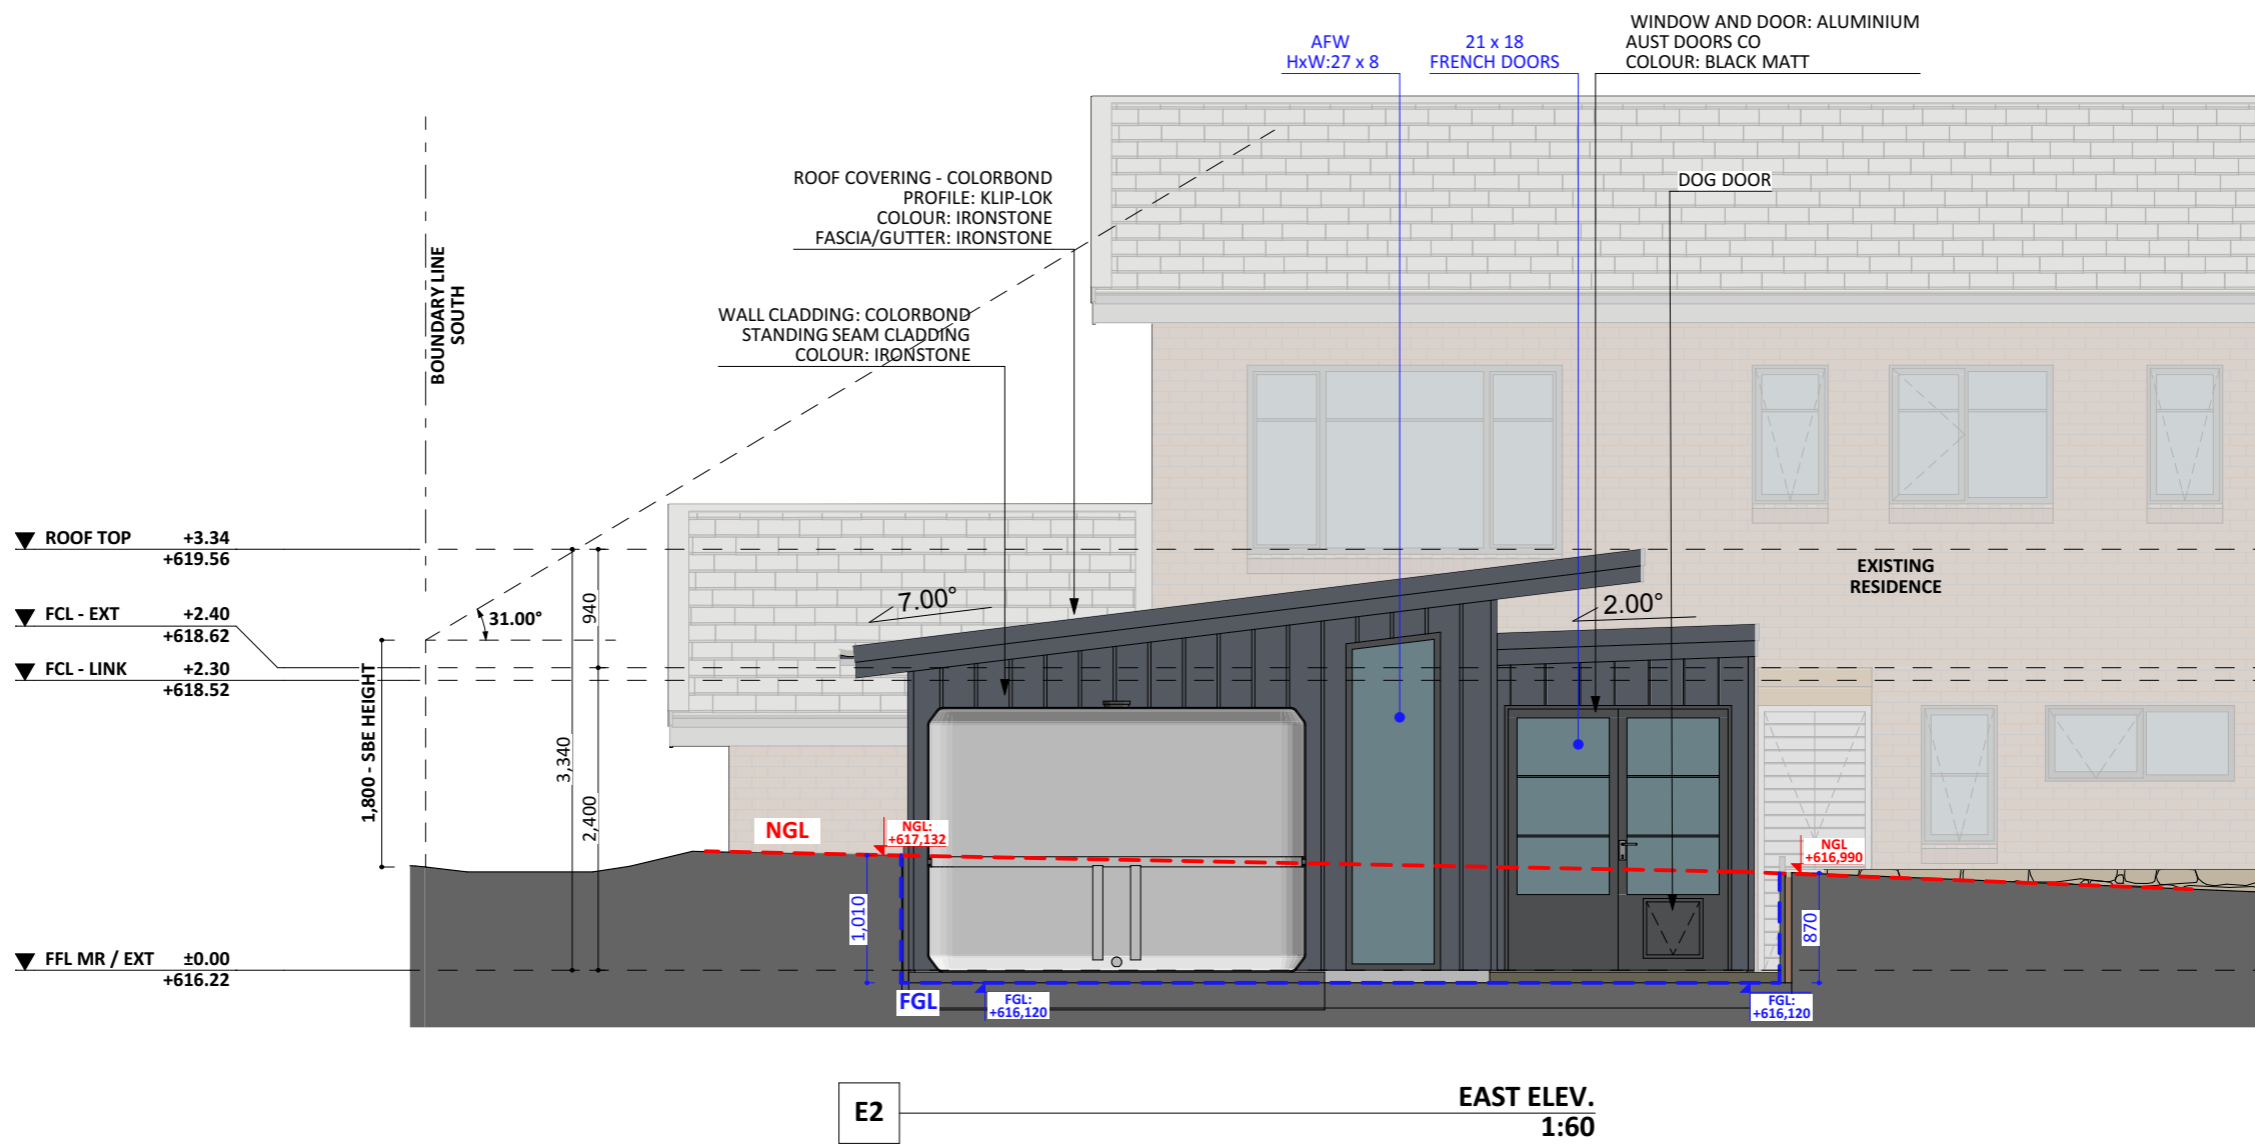 WINDOW AND DOOR: ALUMINIUM
AUST DOORS CO
COLOUR: BLACK MATT
AFW
HxW:27 x 8
21 x 18
FRENCH DOORS
ROOF COVERING - COLORBOND
PROFILE: KLIP-LOK
COLOUR: IRONSTONE
FASCIA/GUTTER: IRONSTONE
DOG DOOR
BOUNDARY LINE
SOUTH
WALL CLADDING: COLORBOND
STANDING SEAM CLADDING
COLOUR: IRONSTONE
ROOF TOP +3.34
+619.56
EXISTING
RESIDENCE
FCL - EXT +2.40
+618.62
31.00°
940
7.00°
2.00°
FCL - LINK +2.30
+618.52
1,800 - SBE HEIGHT
3,340
2,400
NGL
NGL:
+617,132
NGL
+616,990
1,010
870
FFL MR / EXT ±0.00
+616.22
FGL
FGL:
+616,120
FGL:
+616,120
E2
EAST ELEV.
1:60